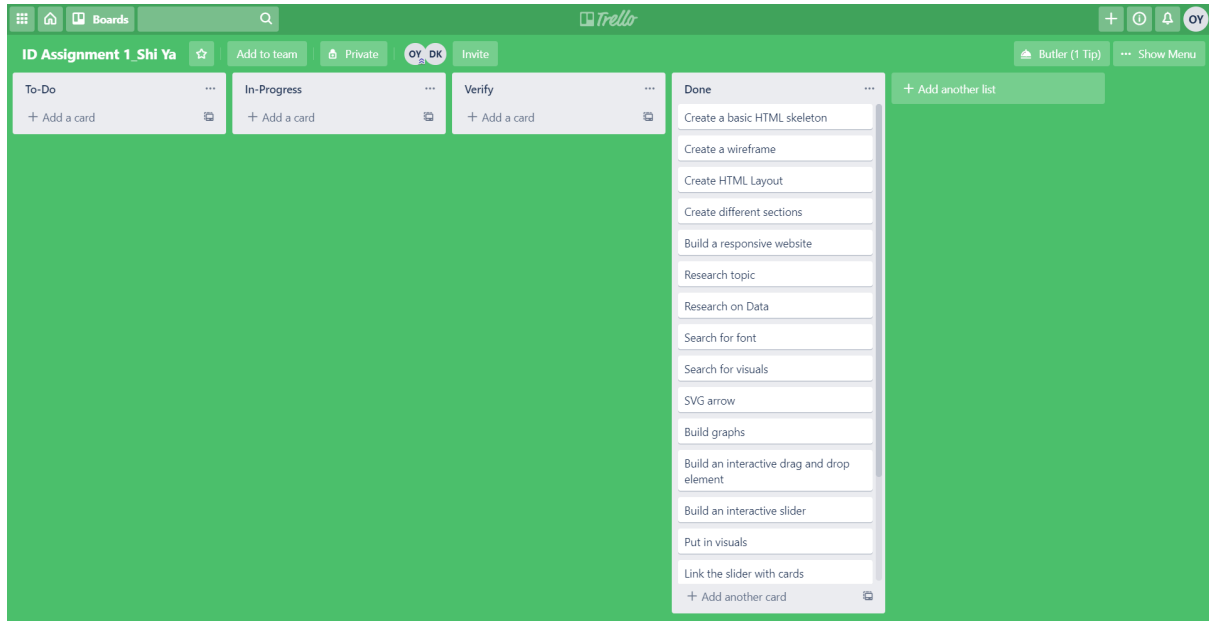 Boards
Trello
OY
ID Assignment 1_Shi Ya
Add to team
Private
OY DK
Invite
Butler (1 Tip)
··· Show Menu
To-Do ···
+ Add a card
In-Progress ···
+ Add a card
Verify ···
+ Add a card
Done ···
Create a basic HTML skeleton
Create a wireframe
Create HTML Layout
Create different sections
Build a responsive website
Research topic
Research on Data
Search for font
Search for visuals
SVG arrow
Build graphs
Build an interactive drag and drop
element
Build an interactive slider
Put in visuals
Link the slider with cards
+ Add another card
+ Add another list